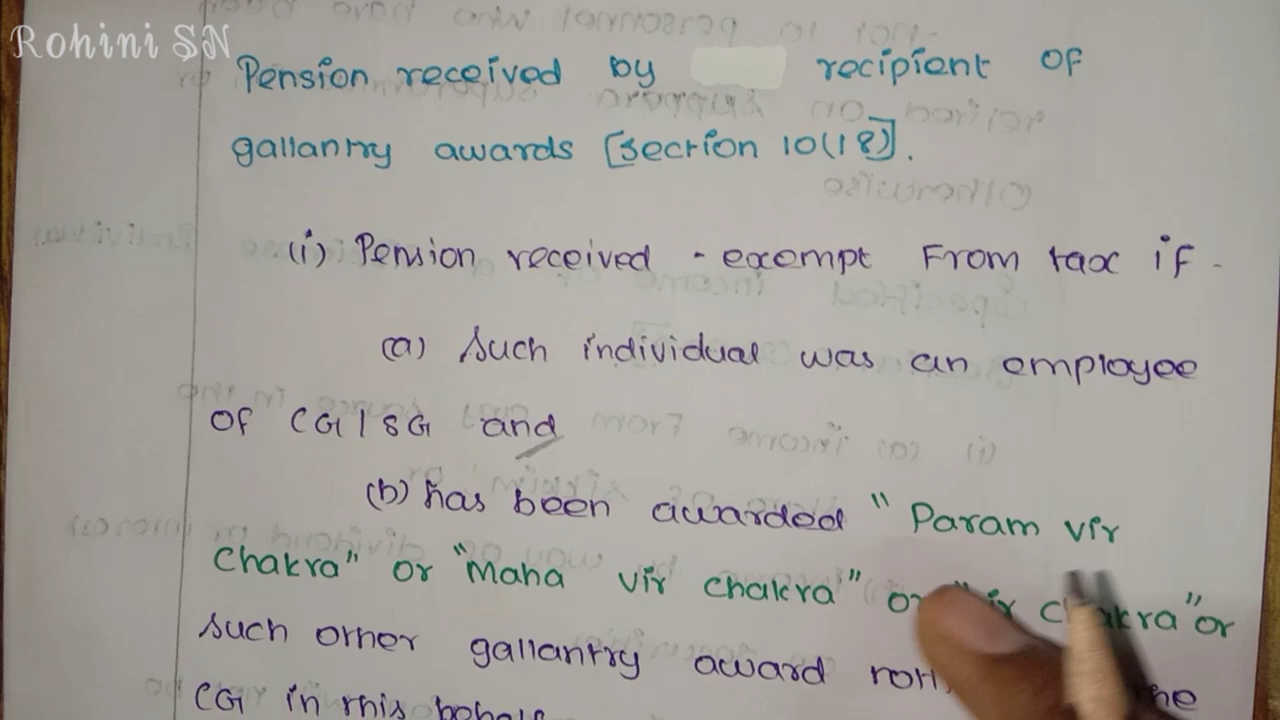 Rohini SN
Pension received by recipient of
gallantry awards [section 10(18)].
(i) Pension received - exempt From tax if -
(a) Such individual was an employee
of CG/SG and
(b) has been awarded "Param vir
Chakra" or "Maha vir chakra" or chakra" or
such other gallantry award
CG in this